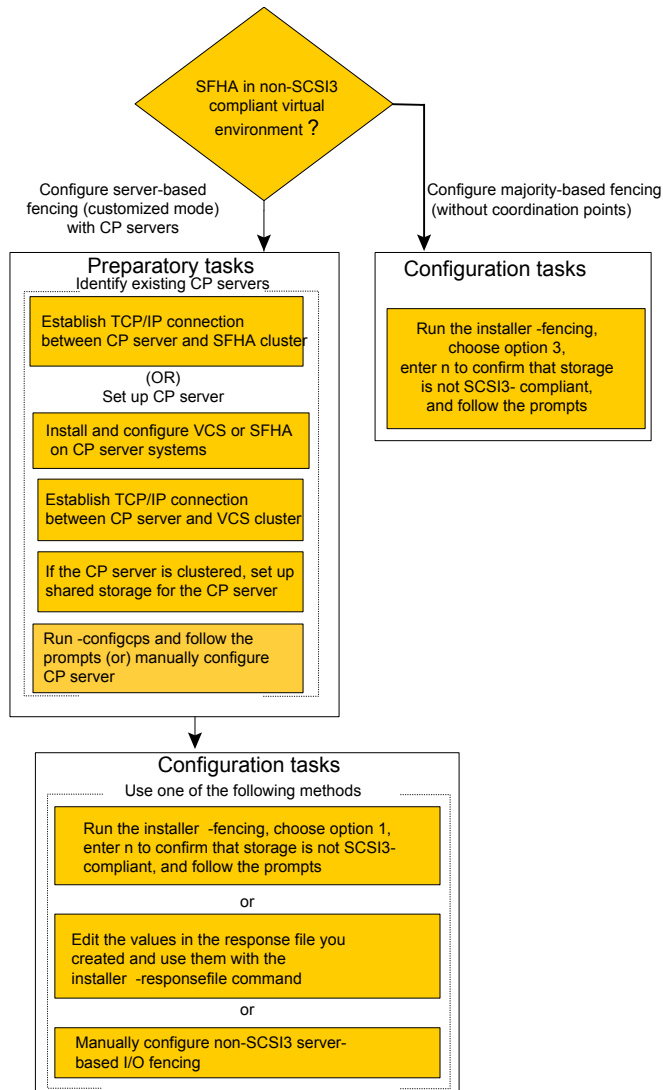 SFHA in non-SCSI3
compliant virtual
environment ?
Configure server-based
fencing (customized mode)
with CP servers
Configure majority-based fencing
(without coordination points)
Preparatory tasks
Identify existing CP servers
Establish TCP/IP connection
between CP server and SFHA cluster
(OR)
Set up CP server
Install and configure VCS or SFHA
on CP server systems
Establish TCP/IP connection
between CP server and VCS cluster
If the CP server is clustered, set up
shared storage for the CP server
Run -configcps and follow the
prompts (or) manually configure
CP server
Configuration tasks
Run the installer -fencing,
choose option 3,
enter n to confirm that storage
is not SCSI3- compliant,
and follow the prompts
Configuration tasks
Use one of the following methods
Run the installer -fencing, choose option 1,
enter n to confirm that storage is not SCSI3-
compliant, and follow the prompts
or
Edit the values in the response file you
created and use them with the
installer -responsefile command
or
Manually configure non-SCSI3 server-
based I/O fencing